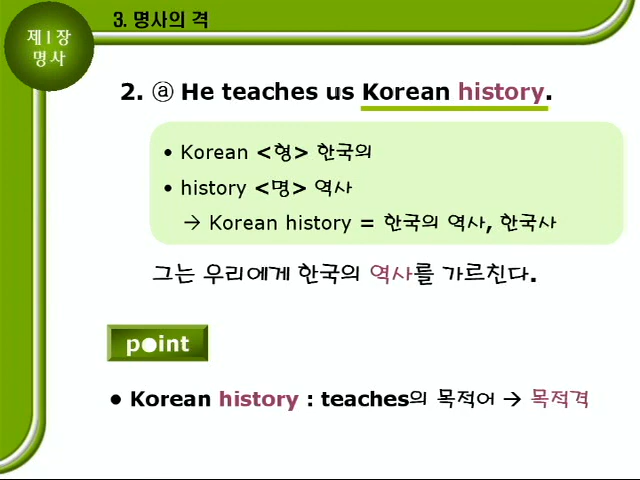 제1장
명사
3. 명사의 격
2. ⓐ He teaches us Korean history.
• Korean <형> 한국의
• history <명> 역사
→ Korean history = 한국의 역사, 한국사
그는 우리에게 한국의 역사를 가르친다.
point
• Korean history : teaches의 목적어 → 목적격